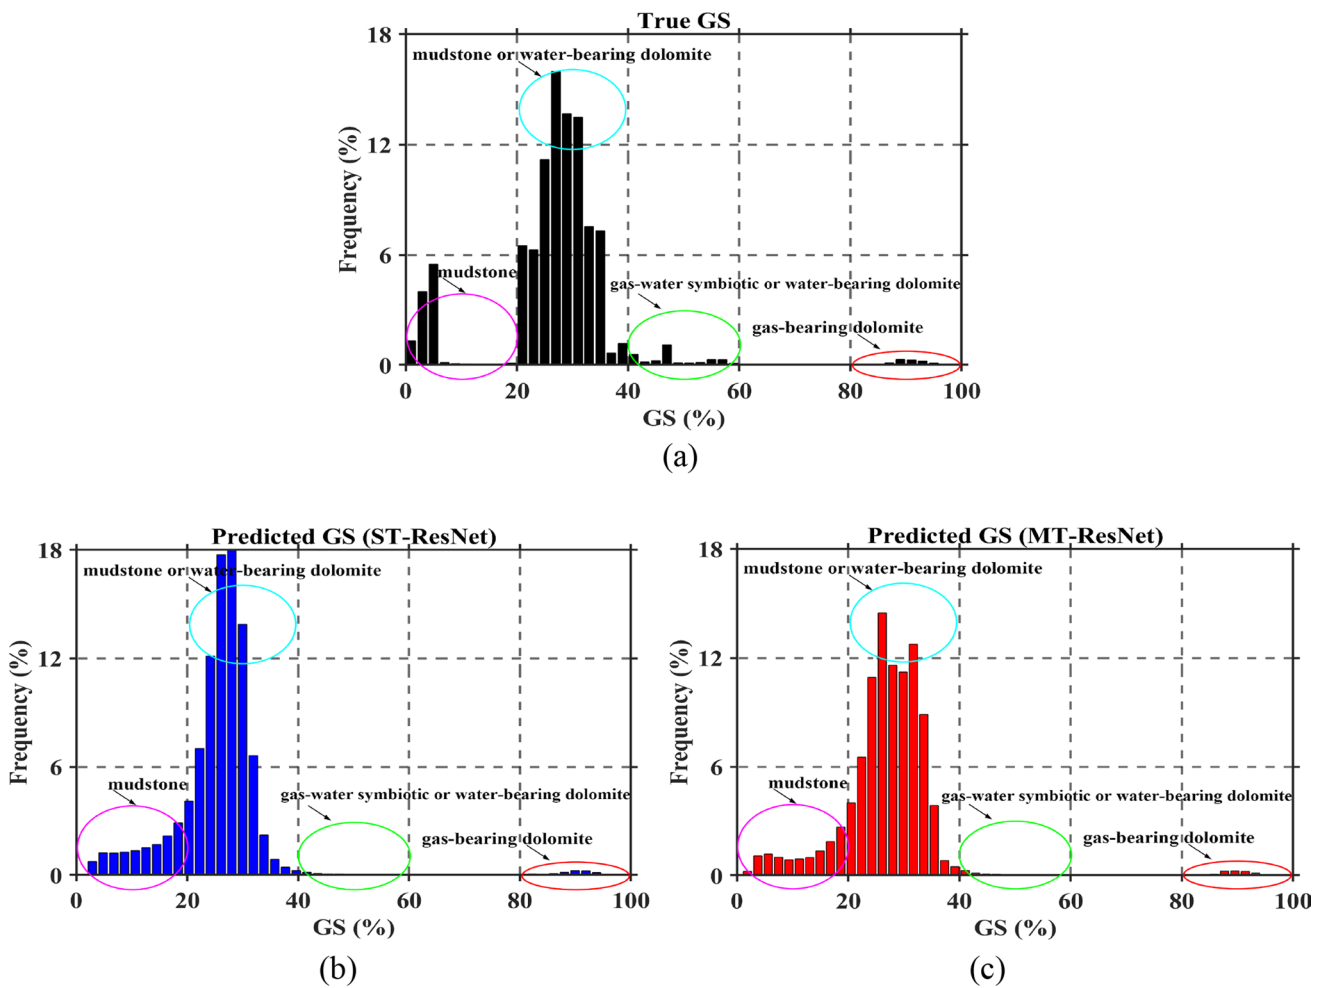 True GS
18
mudstone or water-bearing dolomite
12
Frequency (%)
6
mudstone
gas-water symbiotic or water-bearing dolomite
gas-bearing dolomite
0
0 20 40 60 80 100
GS (%)
(a)
Predicted GS (ST-ResNet)
18
mudstone or water-bearing dolomite
12
Frequency (%)
6
mudstone
gas-water symbiotic or water-bearing dolomite
gas-bearing dolomite
0
0 20 40 60 80 100
GS (%)
(b)
Predicted GS (MT-ResNet)
18
mudstone or water-bearing dolomite
12
Frequency (%)
6
mudstone
gas-water symbiotic or water-bearing dolomite
gas-bearing dolomite
0
0 20 40 60 80 100
GS (%)
(c)